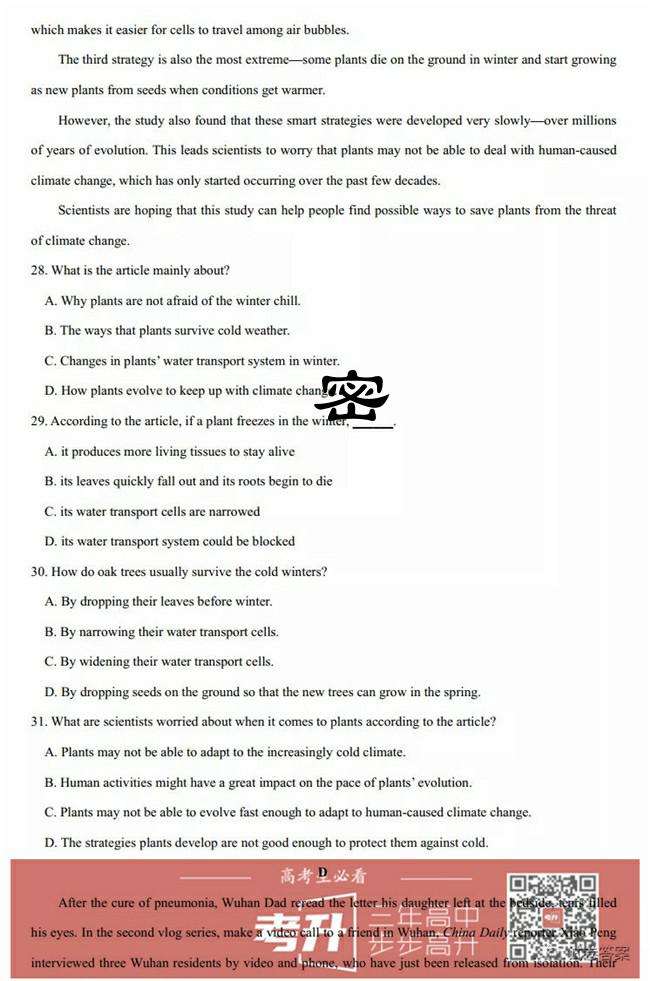 which makes it easier for cells to travel among air bubbles.
The third strategy is also the most extreme—some plants die on the ground in winter and start growing
as new plants from seeds when conditions get warmer.
However, the study also found that these smart strategies were developed very slowly—over millions
of years of evolution. This leads scientists to worry that plants may not be able to deal with human-caused
climate change, which has only started occurring over the past few decades.
Scientists are hoping that this study can help people find possible ways to save plants from the threat
of climate change.
28. What is the article mainly about?
A. Why plants are not afraid of the winter chill.
B. The ways that plants survive cold weather.
C. Changes in plants’ water transport system in winter.
D. How plants evolve to keep up with climate change
密
29. According to the article, if a plant freezes in the winter, ____.
A. it produces more living tissues to stay alive
B. its leaves quickly fall out and its roots begin to die
C. its water transport cells are narrowed
D. its water transport system could be blocked
30. How do oak trees usually survive the cold winters?
A. By dropping their leaves before winter.
B. By narrowing their water transport cells.
C. By widening their water transport cells.
D. By dropping seeds on the ground so that the new trees can grow in the spring.
31. What are scientists worried about when it comes to plants according to the article?
A. Plants may not be able to adapt to the increasingly cold climate.
B. Human activities might have a great impact on the pace of plants’ evolution.
C. Plants may not be able to evolve fast enough to adapt to human-caused climate change.
D. The strategies plants develop are not good enough to protect them against cold.
D
高考生必看
After the cure of pneumonia, Wuhan Dad reread the letter his daughter left at the bedside, tears filled
his eyes. In the second vlog series, make a video call to a friend in Wuhan, China Daily reporter Xiao Peng
interviewed three Wuhan residents by video and phone, who have just been released from isolation. Their
考升
三年高中
步步高升
答案